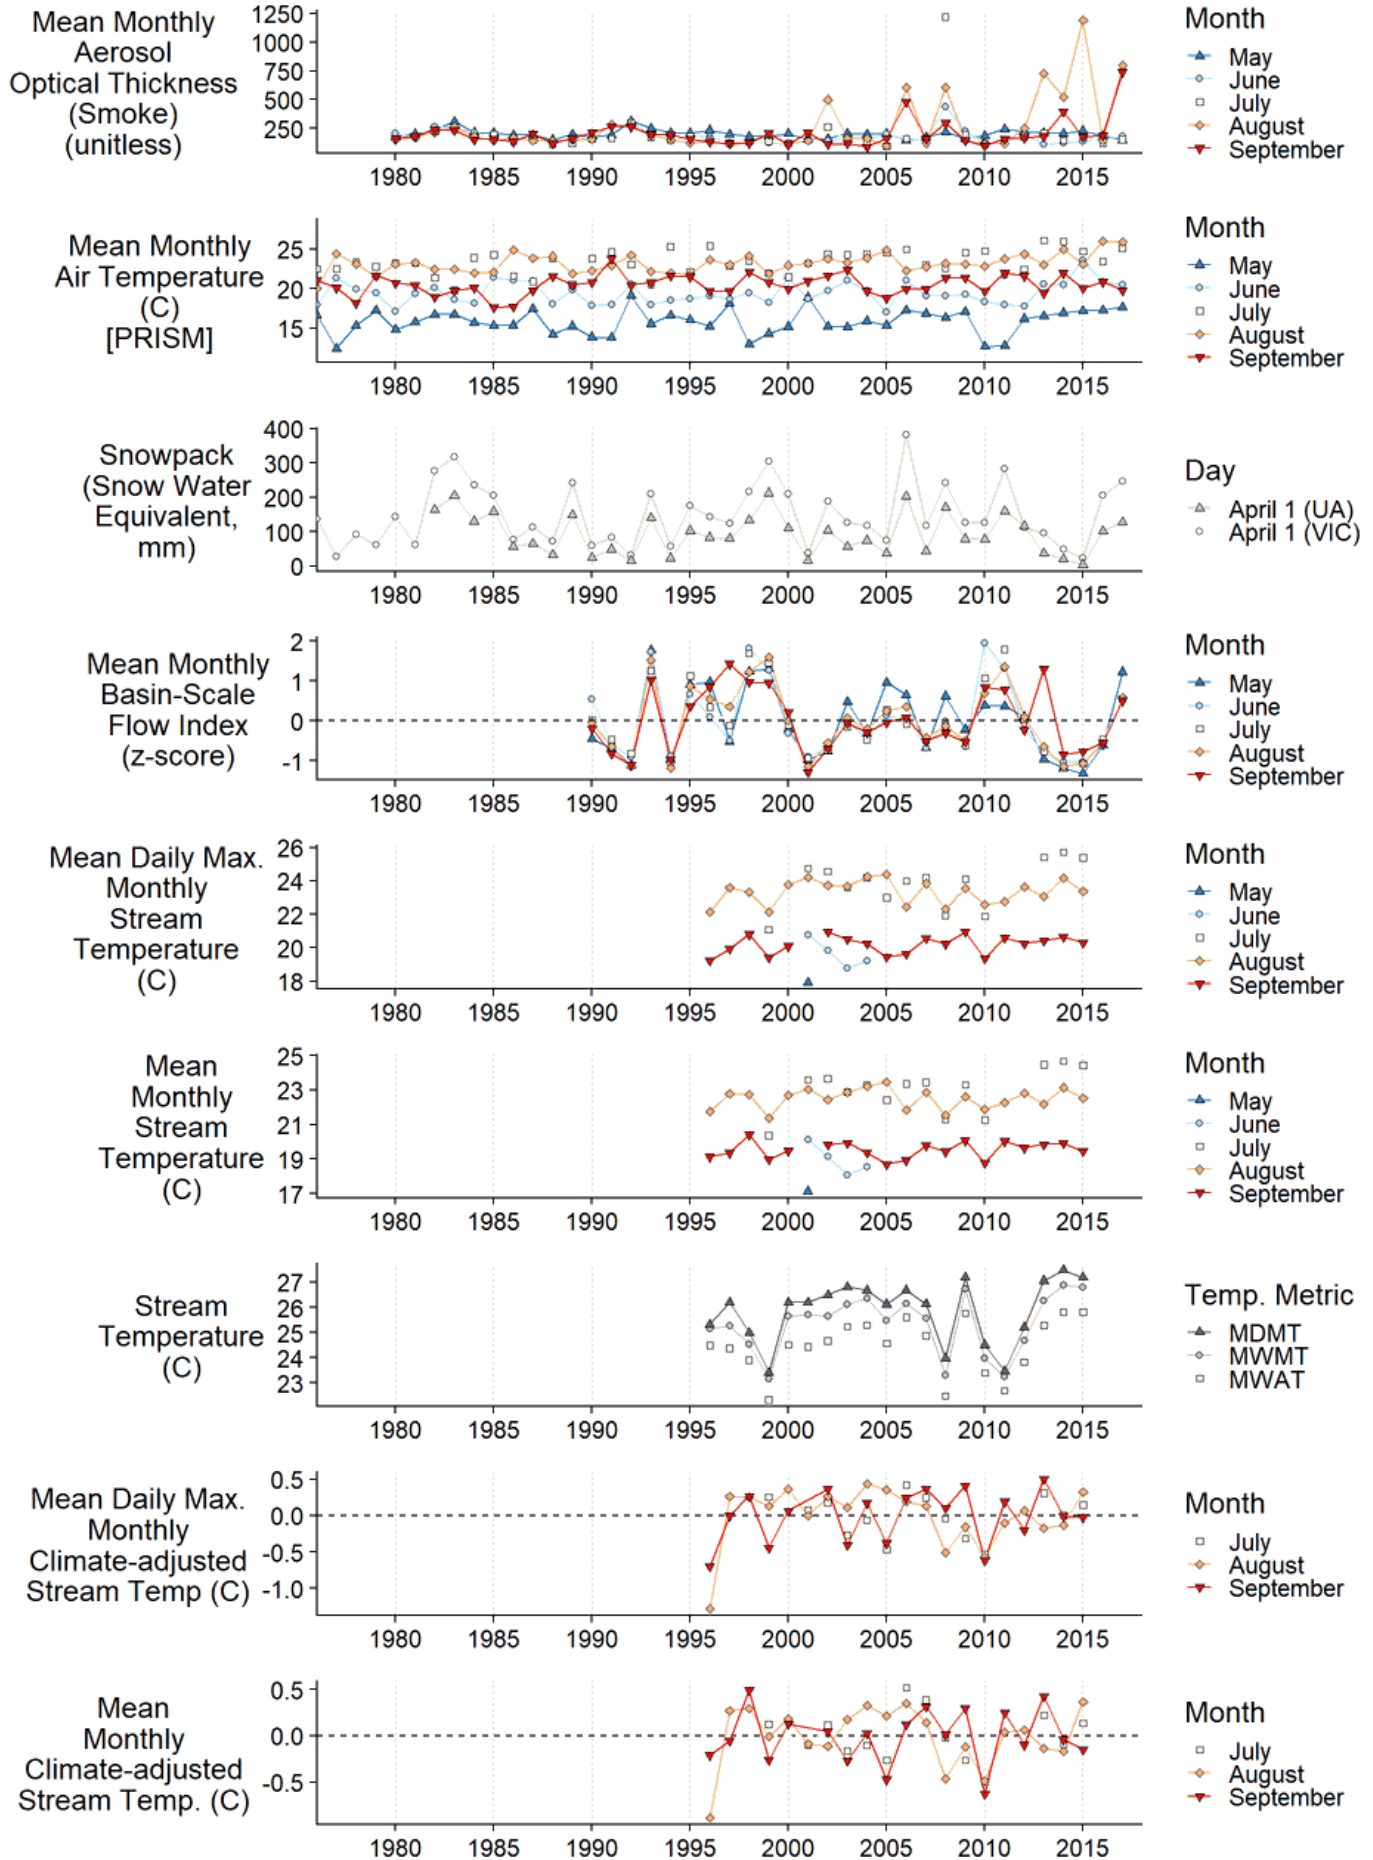 Mean Monthly
Aerosol
Optical Thickness
(Smoke)
(unitless)
1250
1000
750
500
250
1980 1985 1990 1995 2000 2005 2010 2015
Month
May
June
July
August
September
Mean Monthly
Air Temperature
(C)
[PRISM]
25
20
15
1980 1985 1990 1995 2000 2005 2010 2015
Month
May
June
July
August
September
Snowpack
(Snow Water
Equivalent,
mm)
400
300
200
100
0
1980 1985 1990 1995 2000 2005 2010 2015
Day
April 1 (UA)
April 1 (VIC)
Mean Monthly
Basin-Scale
Flow Index
(z-score)
2
1
0
-1
1980 1985 1990 1995 2000 2005 2010 2015
Month
May
June
July
August
September
Mean Daily Max.
Monthly
Stream
Temperature
(C)
26
24
22
20
18
1980 1985 1990 1995 2000 2005 2010 2015
Month
May
June
July
August
September
Mean
Monthly
Stream
Temperature
(C)
25
23
21
19
17
1980 1985 1990 1995 2000 2005 2010 2015
Month
May
June
July
August
September
Stream
Temperature
(C)
27
26
25
24
23
1980 1985 1990 1995 2000 2005 2010 2015
Temp. Metric
MDMT
MWMT
MWAT
Mean Daily Max.
Monthly
Climate-adjusted
Stream Temp (C)
0.5
0.0
-0.5
-1.0
1980 1985 1990 1995 2000 2005 2010 2015
Month
July
August
September
Mean
Monthly
Climate-adjusted
Stream Temp. (C)
0.5
0.0
-0.5
1980 1985 1990 1995 2000 2005 2010 2015
Month
July
August
September